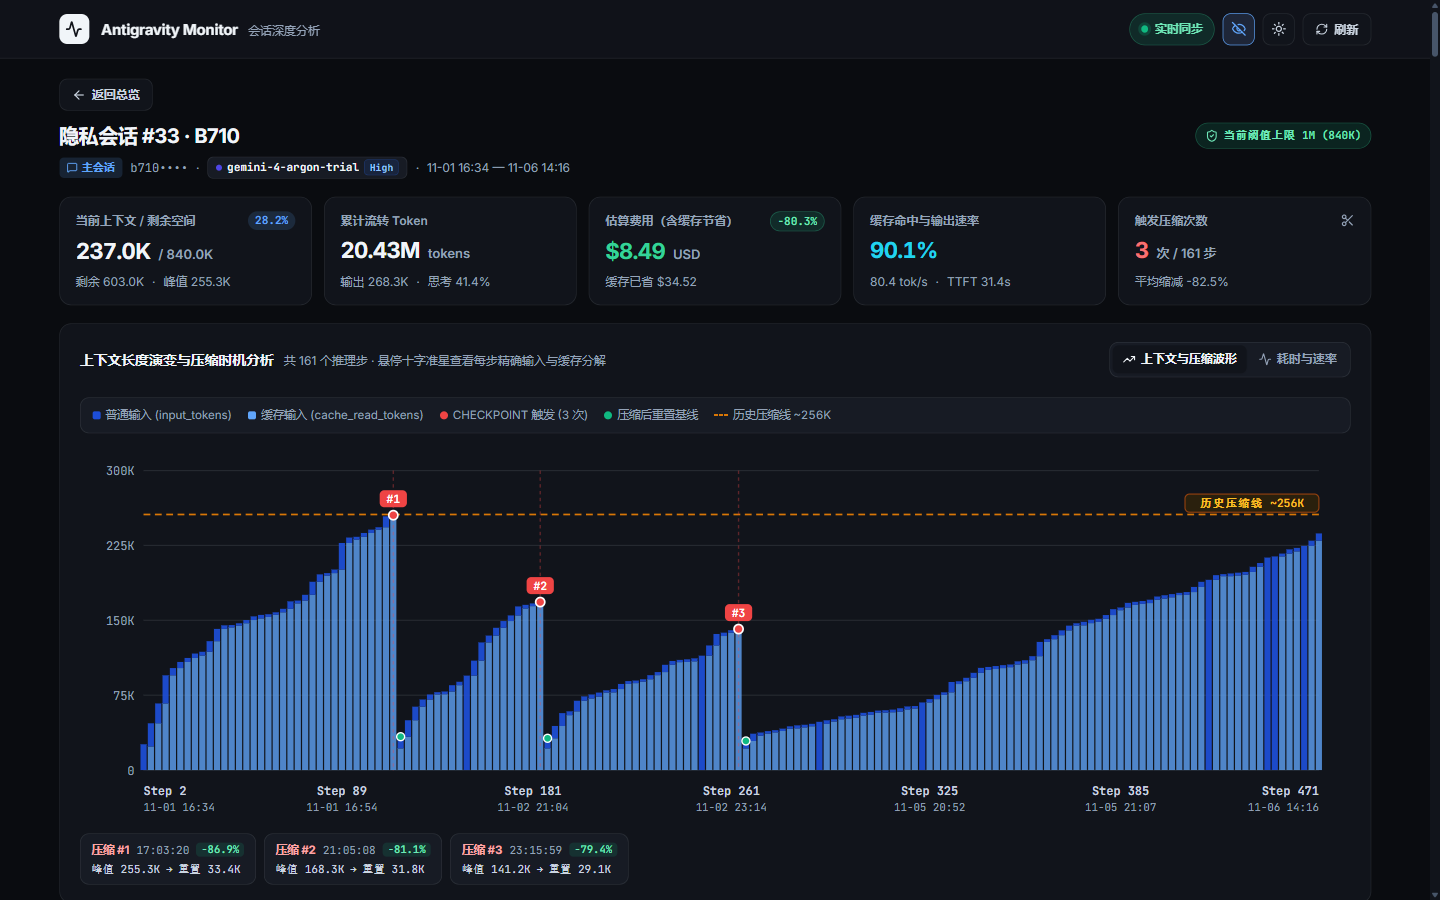 Antigravity Monitor 会话深度分析
实时同步
刷新
返回总览
隐私会话 #33 · B710
当前阈值上限 1M (840K)
主会话 b710•••• · gemini-4-argon-trial High · 11-01 16:34 — 11-06 14:16
当前上下文 / 剩余空间 28.2%
237.0K / 840.0K
剩余 603.0K · 峰值 255.3K
累计流转 Token
20.43M tokens
输出 268.3K · 思考 41.4%
估算费用（含缓存节省） -80.3%
$8.49 USD
缓存已省 $34.52
缓存命中与输出速率
90.1%
80.4 tok/s · TTFT 31.4s
触发压缩次数
3 次 / 161 步
平均缩减 -82.5%
上下文长度演变与压缩时机分析 共 161 个推理步 · 悬停十字准星查看每步精确输入与缓存分解
上下文与压缩波形
耗时与速率
普通输入 (input_tokens)
缓存输入 (cache_read_tokens)
CHECKPOINT 触发 (3 次)
压缩后重置基线
历史压缩线 ~256K
300K
225K
150K
75K
0
#1
#2
#3
历史压缩线 ~256K
Step 2
11-01 16:34
Step 89
11-01 16:54
Step 181
11-02 21:04
Step 261
11-02 23:14
Step 325
11-05 20:52
Step 385
11-05 21:07
Step 471
11-06 14:16
压缩 #1 17:03:20 -86.9%
峰值 255.3K → 重置 33.4K
压缩 #2 21:05:08 -81.1%
峰值 168.3K → 重置 31.8K
压缩 #3 23:15:59 -79.4%
峰值 141.2K → 重置 29.1K